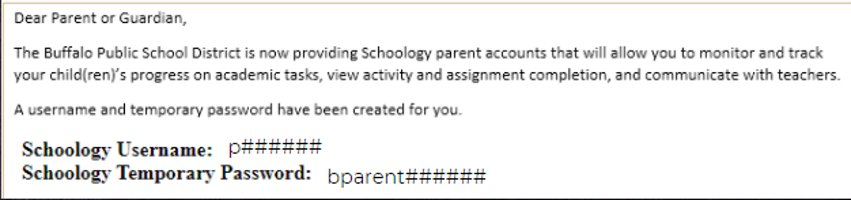 Dear Parent or Guardian,
The Buffalo Public School District is now providing Schoology parent accounts that will allow you to monitor and track
your child(ren)'s progress on academic tasks, view activity and assignment completion, and communicate with teachers.
A username and temporary password have been created for you.
Schoology Username: p######
Schoology Temporary Password: bparent######